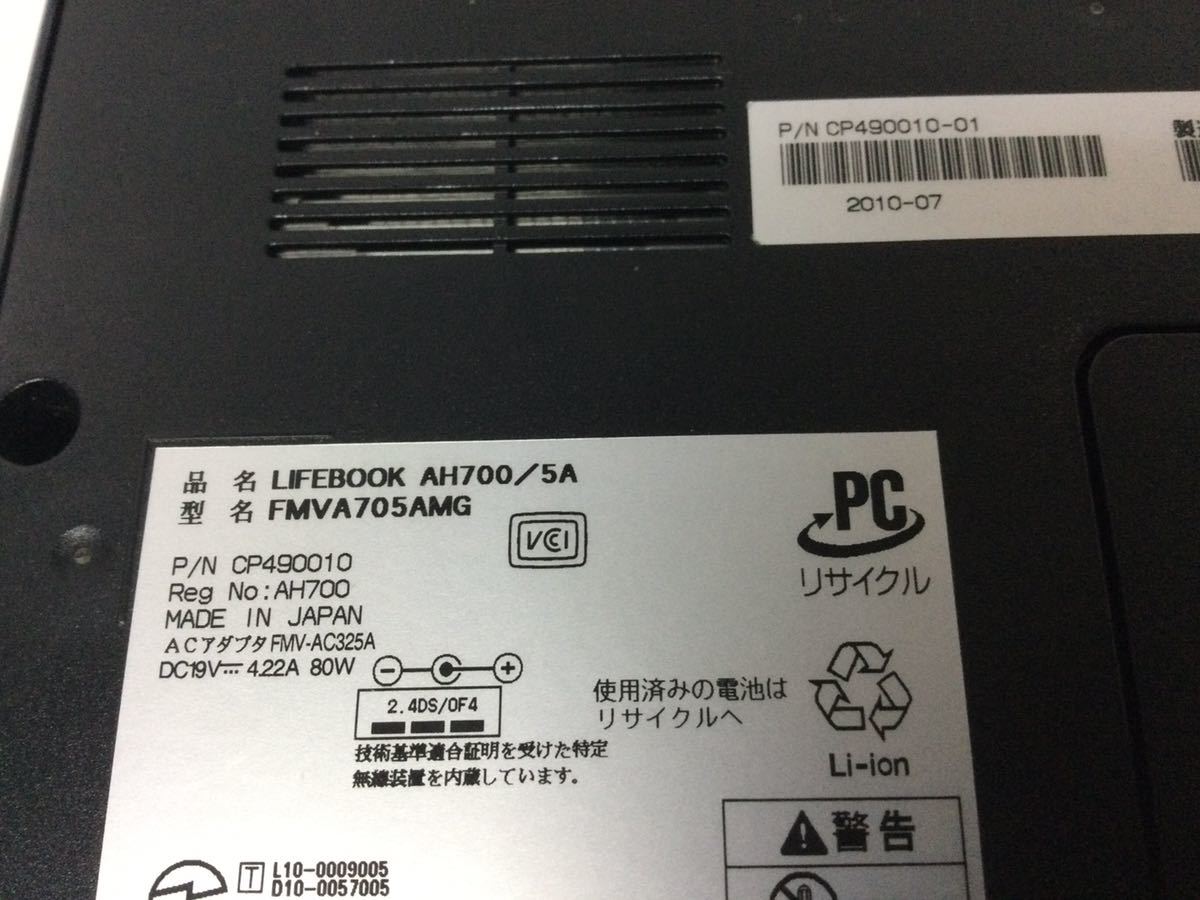 P/N CP490010-01
2010-07
品名 LIFEBOOK AH700/5A
型名 FMVA705AMG
VCCI
P/N CP490010
Reg No:AH700
MADE IN JAPAN
ACアダプタ FMV-AC325A
DC19V 4.22A 80W
2.4DS/OF4
技術基準適合証明を受けた特定
無線装置を内蔵しています。
T L10-0009005
D10-0057005
PC
リサイクル
使用済みの電池は
リサイクルへ
Li-ion
警告